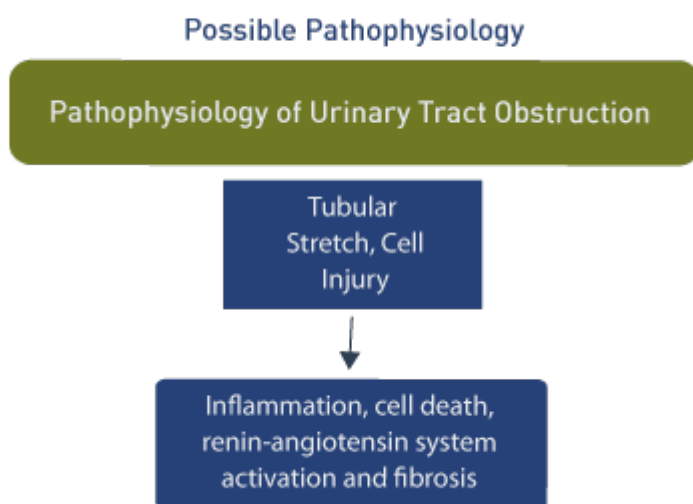 Possible Pathophysiology
Pathophysiology of Urinary Tract Obstruction
Tubular
Stretch, Cell
Injury
Inflammation, cell death,
renin-angiotensin system
activation and fibrosis